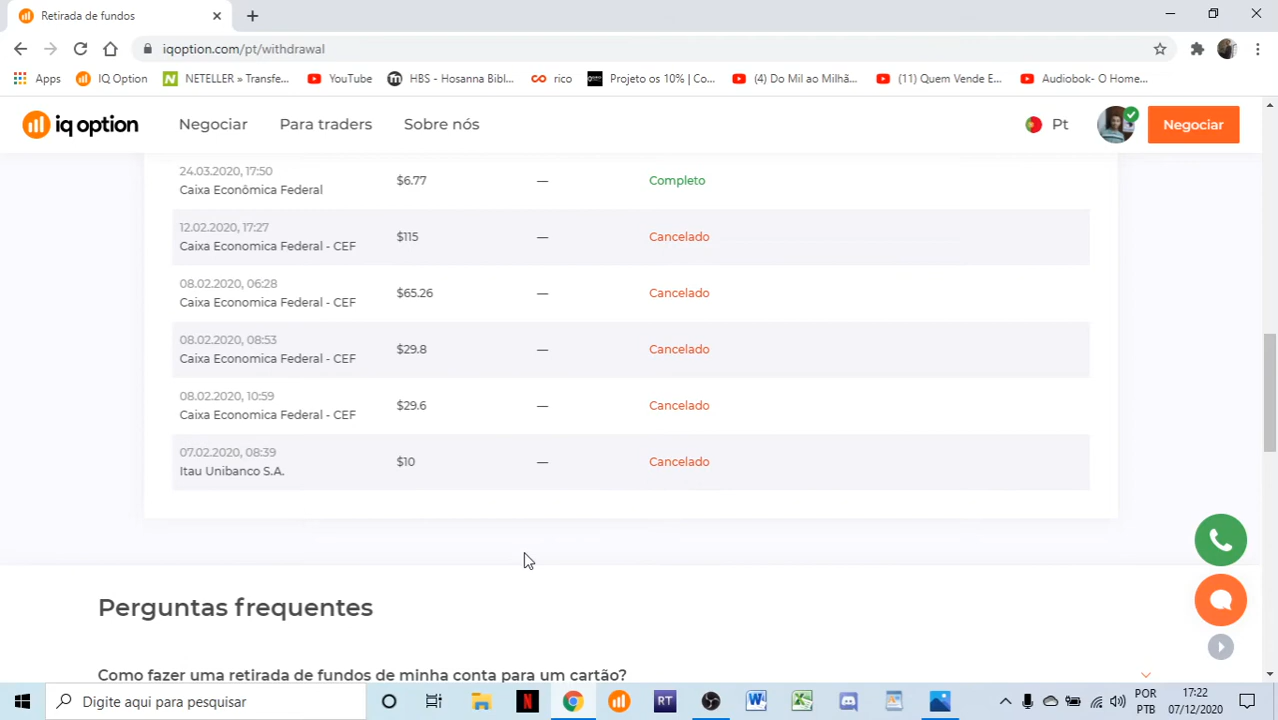 Retirada de fundos
iqoption.com/pt/withdrawal
Apps
IQ Option
NETELLER » Transfe...
YouTube
HBS - Hosanna Bibl...
rico
Projeto os 10% | Co...
(4) Do Mil ao Milhã...
(11) Quem Vende E...
Audiobok- O Home...
iq option
Negociar
Para traders
Sobre nós
Pt
Negociar
24.03.2020, 17:50
Caixa Econômica Federal
$6.77
—
Completo
12.02.2020, 17:27
Caixa Economica Federal - CEF
$115
—
Cancelado
08.02.2020, 06:28
Caixa Economica Federal - CEF
$65.26
—
Cancelado
08.02.2020, 08:53
Caixa Economica Federal - CEF
$29.8
—
Cancelado
08.02.2020, 10:59
Caixa Economica Federal - CEF
$29.6
—
Cancelado
07.02.2020, 08:39
Itau Unibanco S.A.
$10
—
Cancelado
Perguntas frequentes
Como fazer uma retirada de fundos de minha conta para um cartão?
Digite aqui para pesquisar
N
RT
W
X
POR
PTB
17:22
07/12/2020